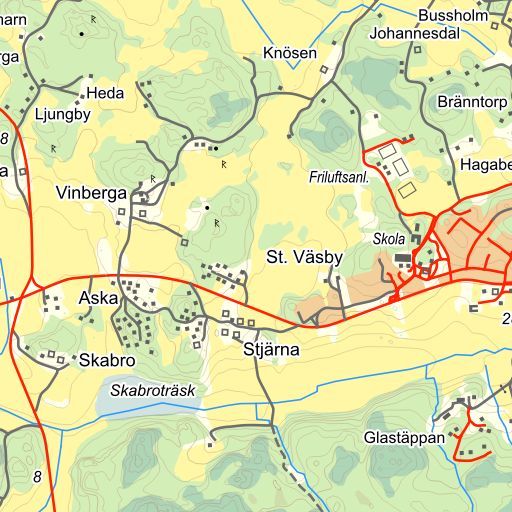 Bussholm
Johannesdal
Knösen
Heda
Ljungby
Bränntorp
Hagabe
8
Friluftsanl.
Vinberga
Skola
St. Väsby
Aska
Stjärna
Skabro
Skabroträsk
Glastäppan
8